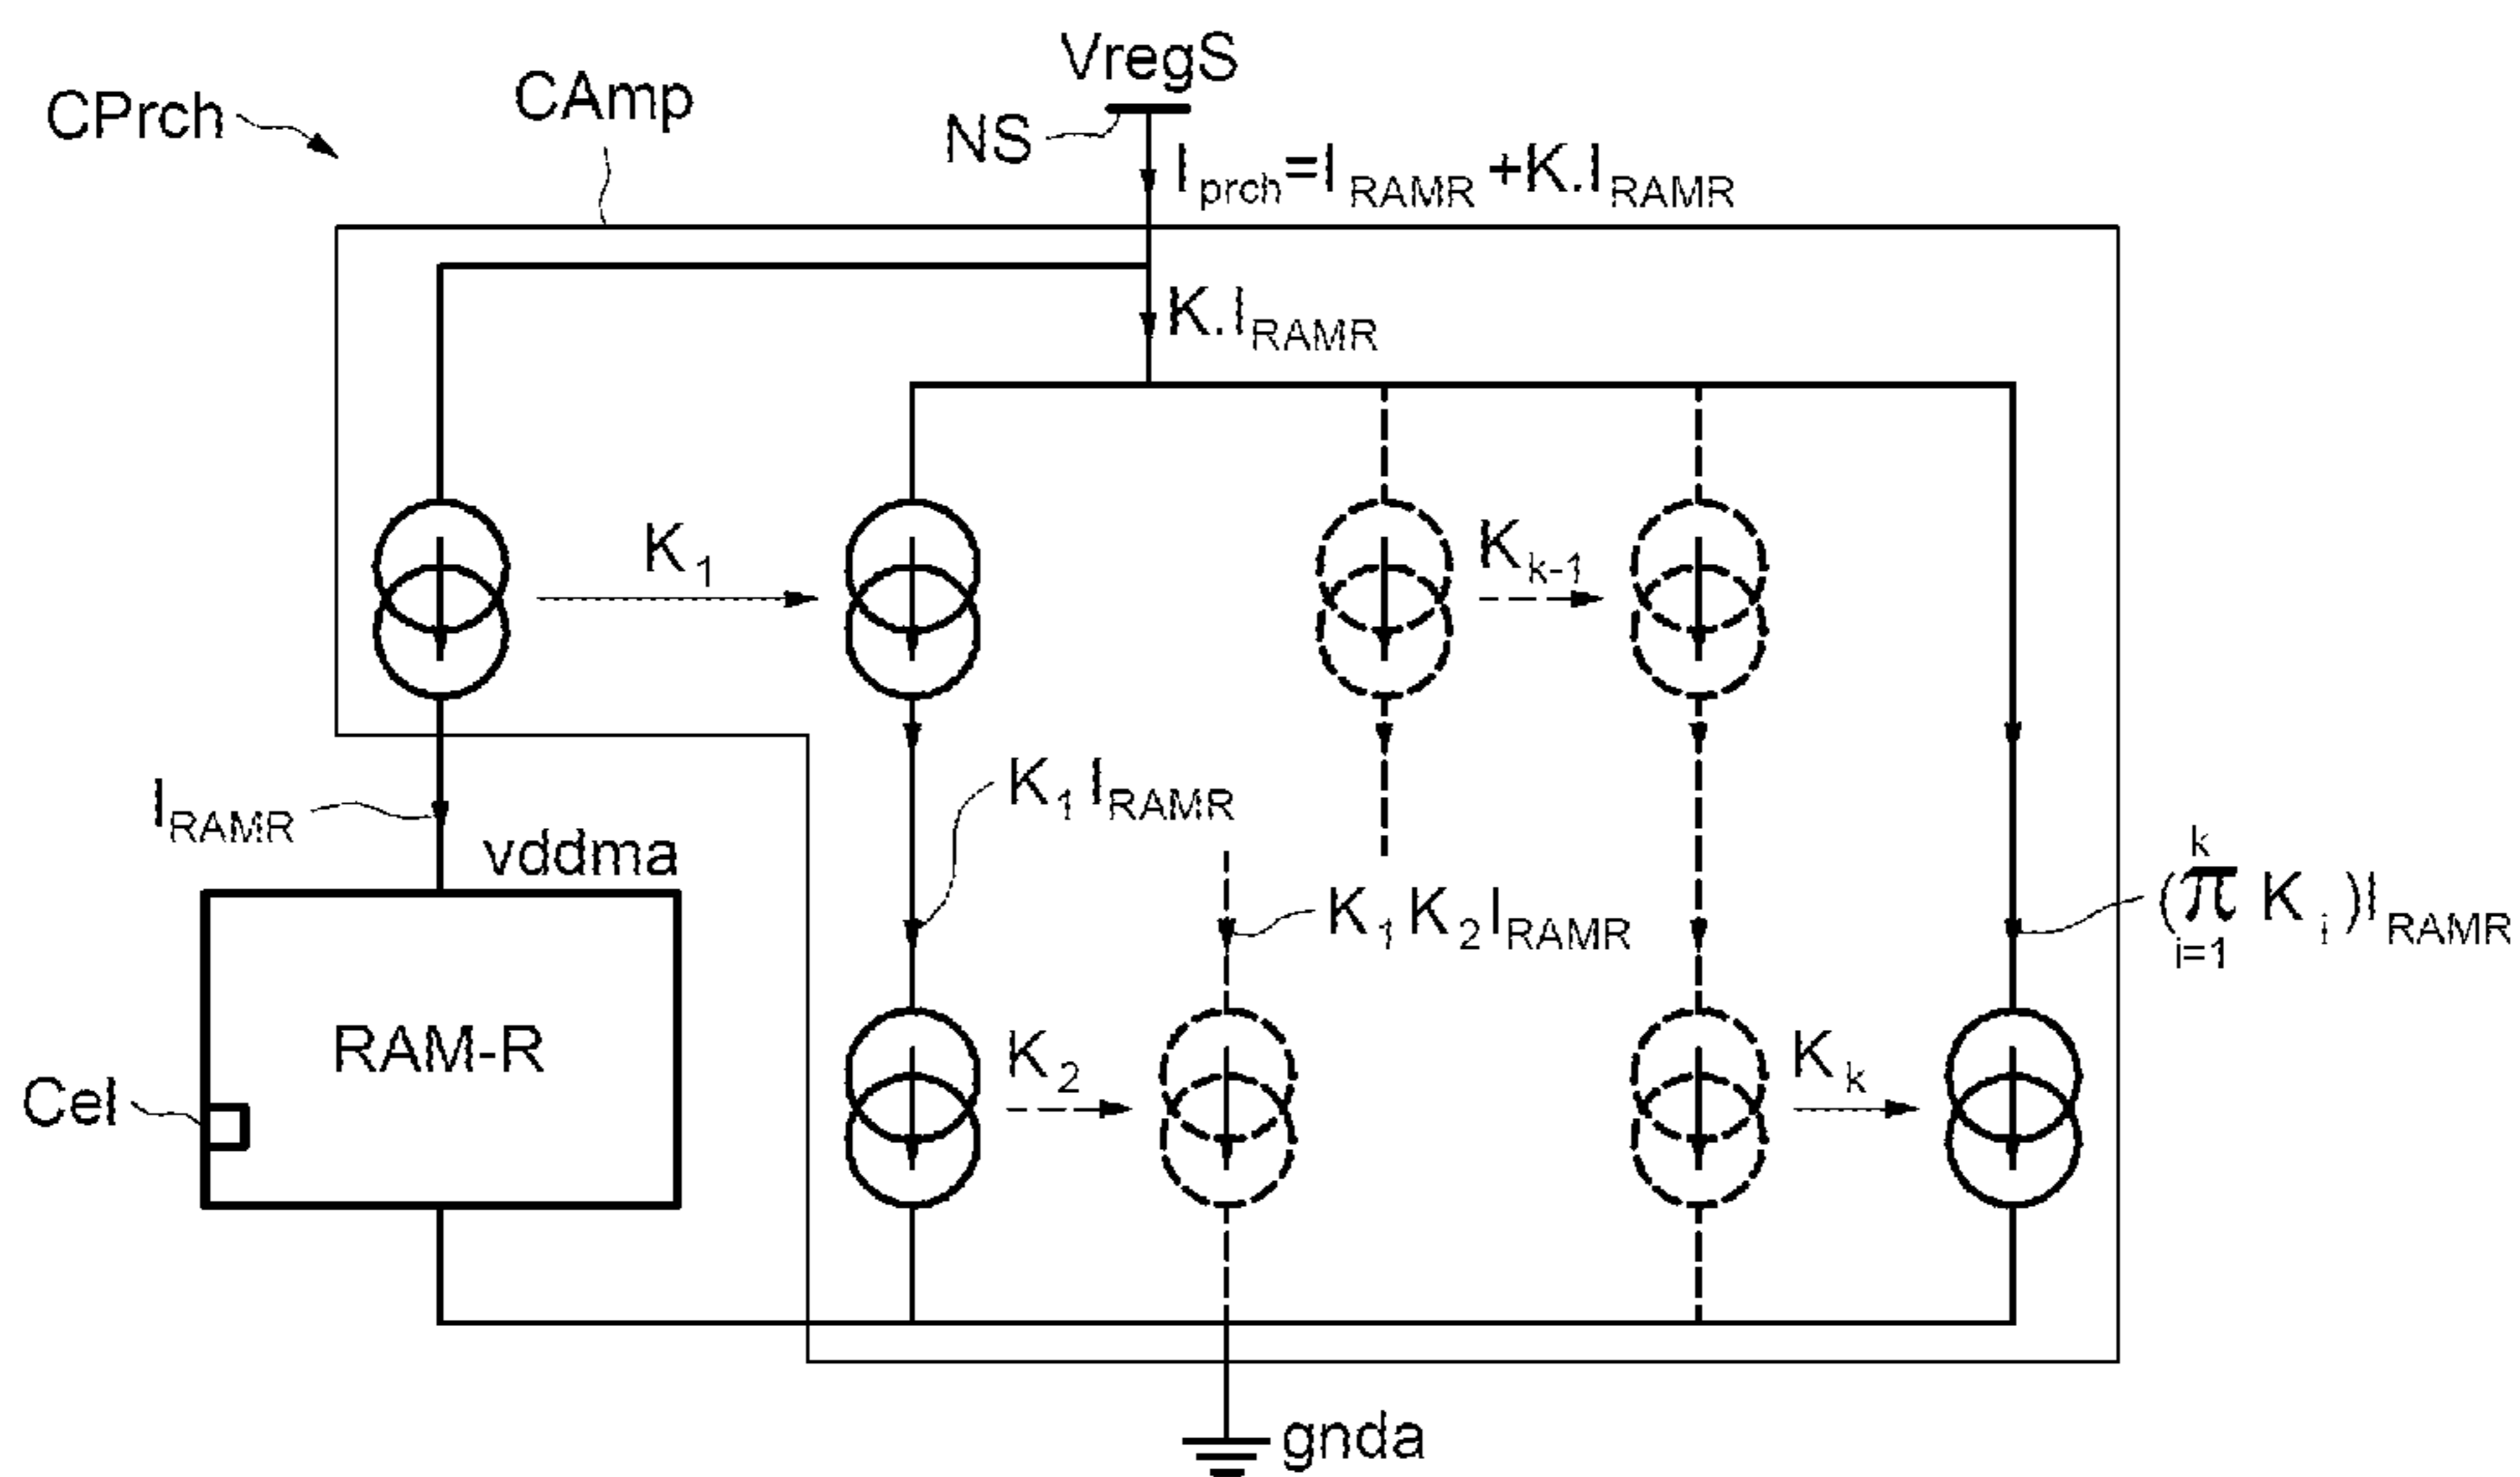 VregS
CAmp
CPrch
NS
Iprch=IRAMR+K.IRAMR
K.IRAMR
K1
Kk-1
IRAMR
K1 IRAMR
vddma
K1 K2 IRAMR
k
(π Ki)IRAMR
i=1
RAM-R
K2
Kk
Cel
gnda